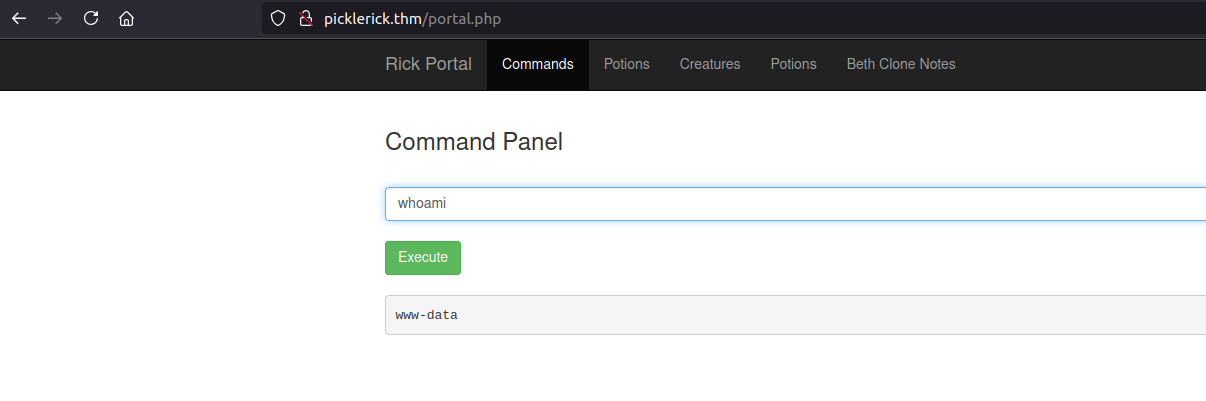 picklerick.thm/portal.php
Rick Portal Commands Potions Creatures Potions Beth Clone Notes
Command Panel
whoami
Execute
www-data